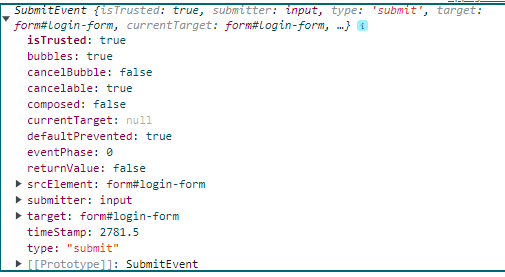 SubmitEvent {isTrusted: true, submitter: input, type: 'submit', target:
form#login-form, currentTarget: form#login-form, …}
isTrusted: true
bubbles: true
cancelBubble: false
cancelable: true
composed: false
currentTarget: null
defaultPrevented: true
eventPhase: 0
returnValue: false
srcElement: form#login-form
submitter: input
target: form#login-form
timeStamp: 2781.5
type: "submit"
[[Prototype]]: SubmitEvent